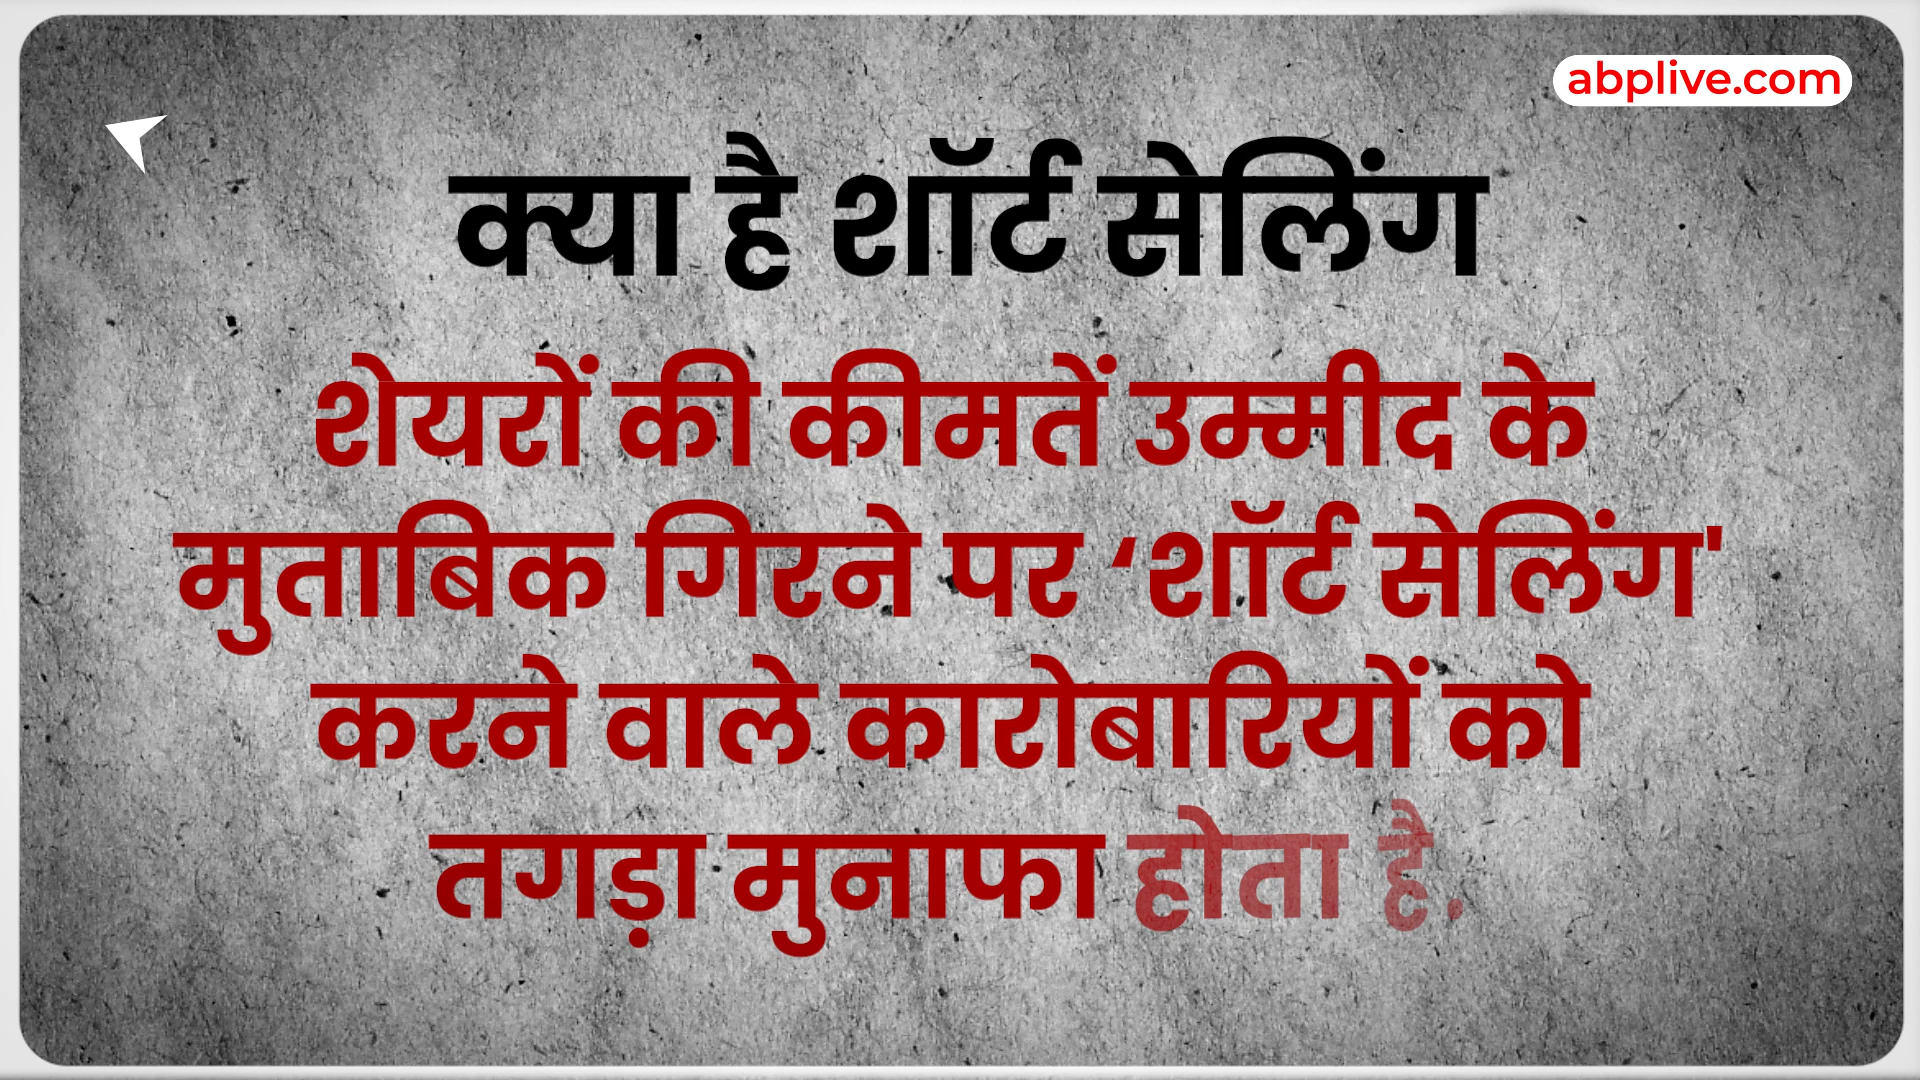 abplive.com
क्या है शॉर्ट सेलिंग
शेयरों की कीमतें उम्मीद के
मुताबिक गिरने पर ‘शॉर्ट सेलिंग'
करने वाले कारोबारियों को
तगड़ा मुनाफा होता है.